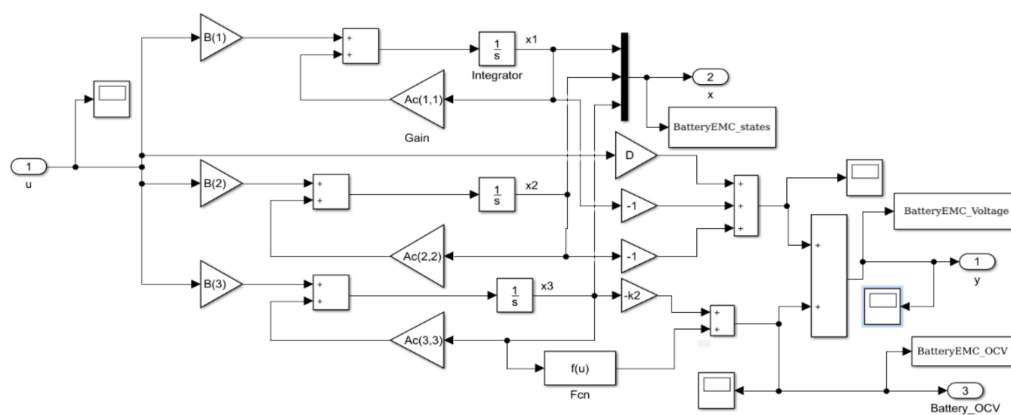 B(1)
+
+
1
s
x1
Integrator
Ac(1,1)
Gain
2
x
BatteryEMC_states
1
u
D
B(2)
+
+
1
s
x2
-1
+
+
+
BatteryEMC_Voltage
Ac(2,2)
-1
+
+
1
y
B(3)
+
+
1
s
x3
-k2
+
+
Ac(3,3)
f(u)
Fcn
BatteryEMC_OCV
3
Battery_OCV